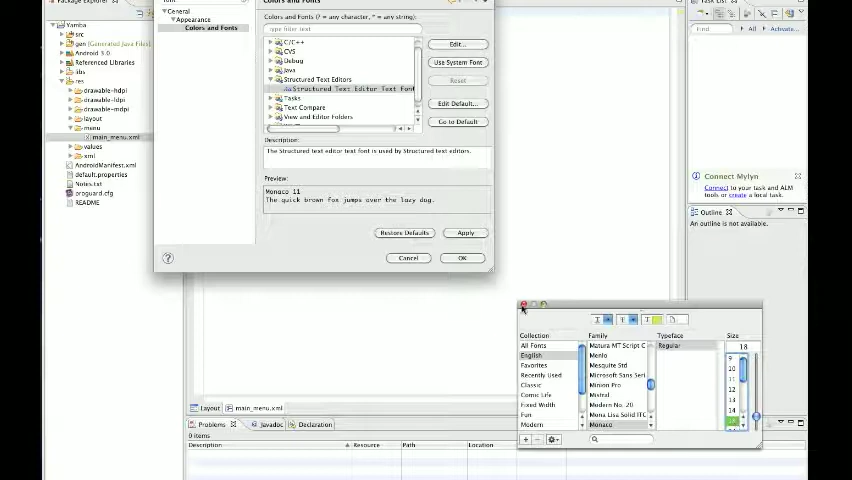 Yamba
src
gen [Generated Java Files]
Android 3.0
Referenced Libraries
libs
res
drawable-hdpi
drawable-ldpi
drawable-mdpi
layout
menu
main_menu.xml
values
xml
AndroidManifest.xml
default.properties
Notes.txt
proguard.cfg
README
General
Appearance
Colors and Fonts
Colors and Fonts (? = any character, * = any string):
type filter text
C/C++
CVS
Debug
Java
Structured Text Editors
Structured Text Editor Text Font
Tasks
Text Compare
View and Editor Folders
Edit...
Use System Font
Reset
Edit Default...
Go to Default
Description:
The Structured text editor text font is used by Structured text editors.
Preview:
Monaco 11
The quick brown fox jumps over the lazy dog.
Restore Defaults
Apply
Cancel
OK
Find
All
Activate...
Connect Mylyn
Connect to your task and ALM
tools or create a local task.
Outline
An outline is not available.
Collection
Family
Typeface
Size
All Fonts
English
Favorites
Recently Used
Classic
Comic Life
Fixed Width
Fun
Modern
Matura MT Script C
Menlo
Mesquite Std
Microsoft Sans Seri
Minion Pro
Mistral
Modern No. 20
Mona Lisa Solid ITC
Monaco
Regular
18
9
10
11
12
13
14
Layout
main_menu.xml
Problems
Javadoc
Declaration
0 items
Description
Resource
Path
Location